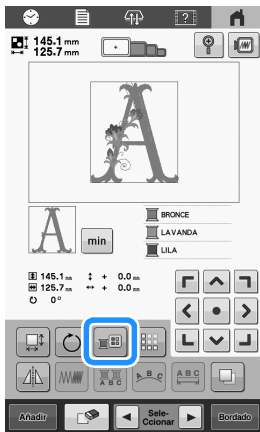 ?
145.1 mm
125.7 mm
A
BRONCE
LAVANDA
LILA
A
min
145.1 mm + 0.0 mm
125.7 mm + 0.0 mm
0°
A B C
A B C
A B C
Añadir
Sele-
Ccionar
Bordado